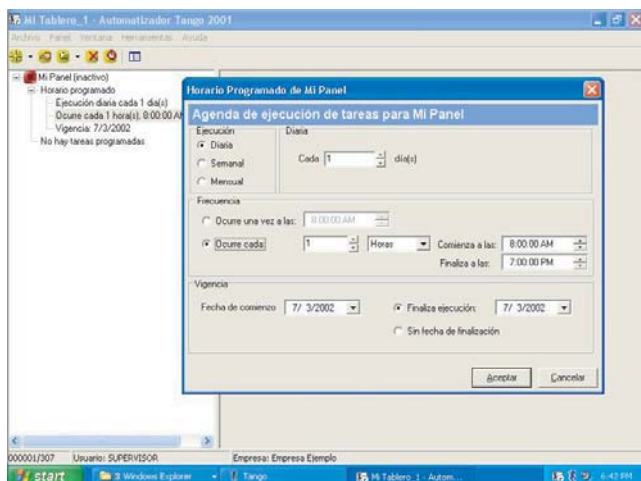 Mi Tablero_1 - Automatizador Tango 2001
Archivo Panel Ventana Herramientas Ayuda
Mi Panel (inactivo)
Horario programado
Ejecución diaria cada 1 día(s)
Ocurre cada 1 hora(s), 8:00:00 AM
Vigencia: 7/3/2002
No hay tareas programadas
Horario Programado de Mi Panel
Agenda de ejecución de tareas para Mi Panel
Ejecución
Diaria
Semanal
Mensual
Diaria
Cada 1 día(s)
Frecuencia
Ocurre una vez a las: 8:00:00 AM
Ocurre cada: 1 Horas Comienza a las: 8:00:00 AM
Finaliza a las: 7:00:00 PM
Vigencia
Fecha de comienzo 7/ 3/2002 Finaliza ejecución: 7/ 3/2002
Sin fecha de finalización
Aceptar Cancelar
000001/307 Usuario: SUPERVISOR Empresa: Empresa Ejemplo
start 3 Windows Explorer Tango Mi Tablero_1 - Autom... 6:42 PM